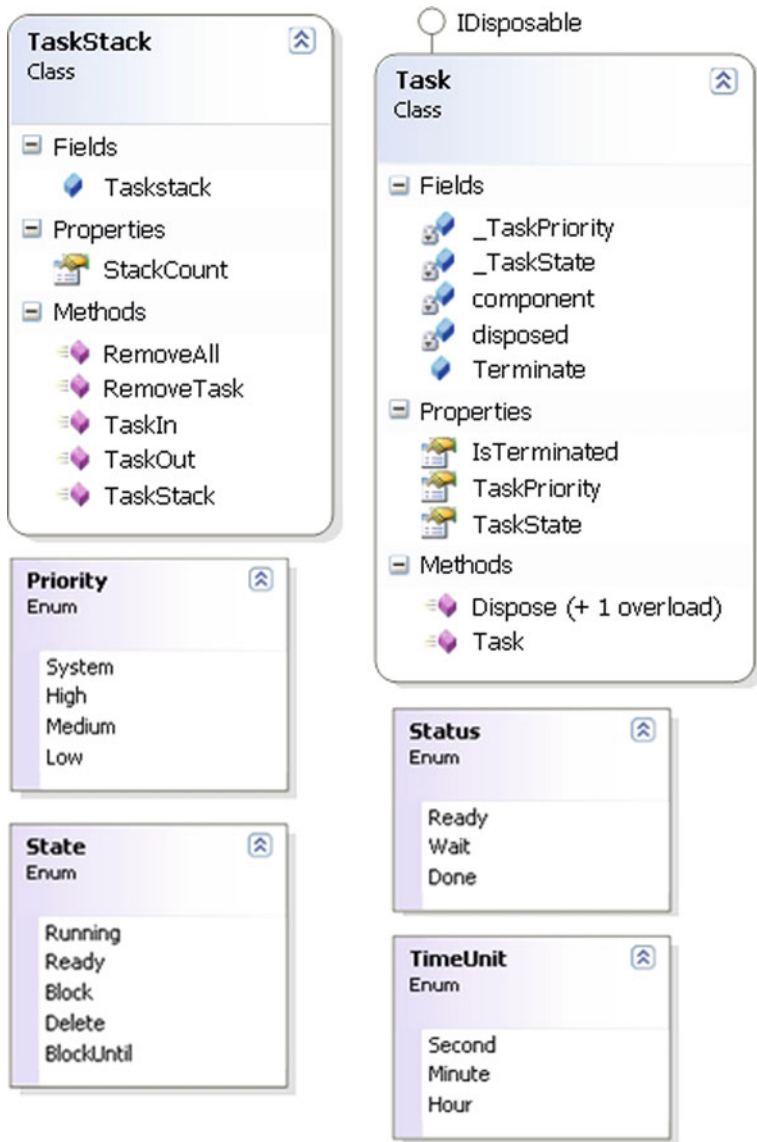 TaskStack
Class
Fields
Taskstack
Properties
StackCount
Methods
RemoveAll
RemoveTask
TaskIn
TaskOut
TaskStack
IDisposable
Task
Class
Fields
_TaskPriority
_TaskState
component
disposed
Terminate
Properties
IsTerminated
TaskPriority
TaskState
Methods
Dispose (+ 1 overload)
Task
Priority
Enum
System
High
Medium
Low
Status
Enum
Ready
Wait
Done
State
Enum
Running
Ready
Block
Delete
BlockUntil
TimeUnit
Enum
Second
Minute
Hour